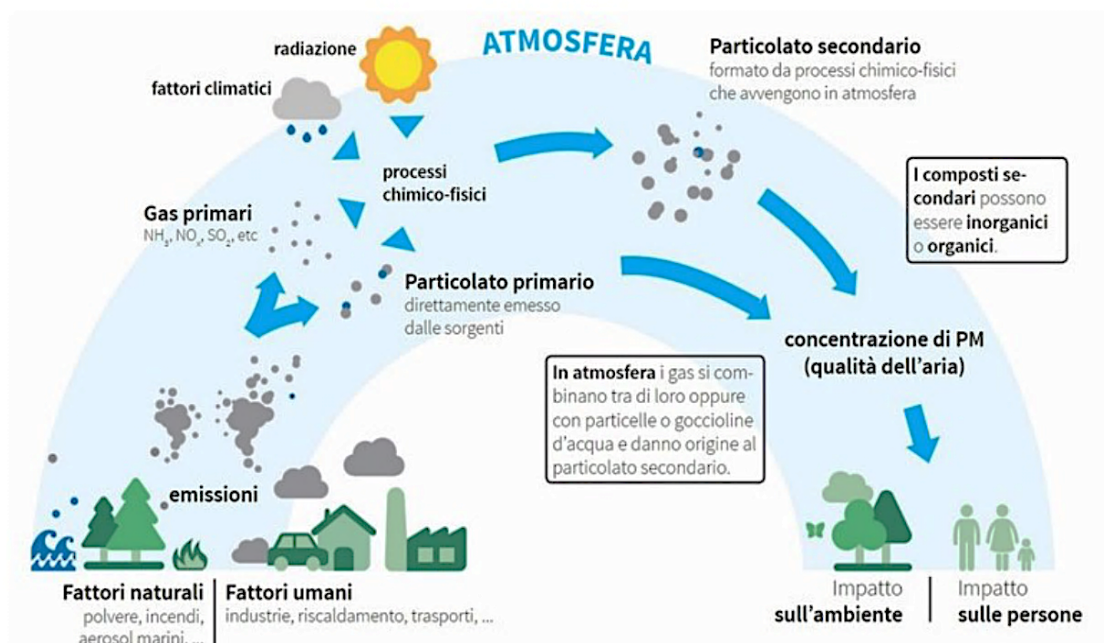 ATMOSFERA
radiazione
fattori climatici
processi
chimico-fisici
Particolato secondario
formato da processi chimico-fisici
che avvengono in atmosfera
I composti se-
condari possono
essere inorganici
o organici.
Gas primari
NH₃, NOₓ, SO₂, etc
Particolato primario
direttamente emesso
dalle sorgenti
concentrazione di PM
(qualità dell'aria)
In atmosfera i gas si com-
binano tra di loro oppure
con particelle o goccioline
d'acqua e danno origine al
particolato secondario.
emissioni
Fattori naturali
polvere, incendi,
aerosol marini, ...
Fattori umani
industrie, riscaldamento, trasporti, ...
Impatto
sull'ambiente
Impatto
sulle persone